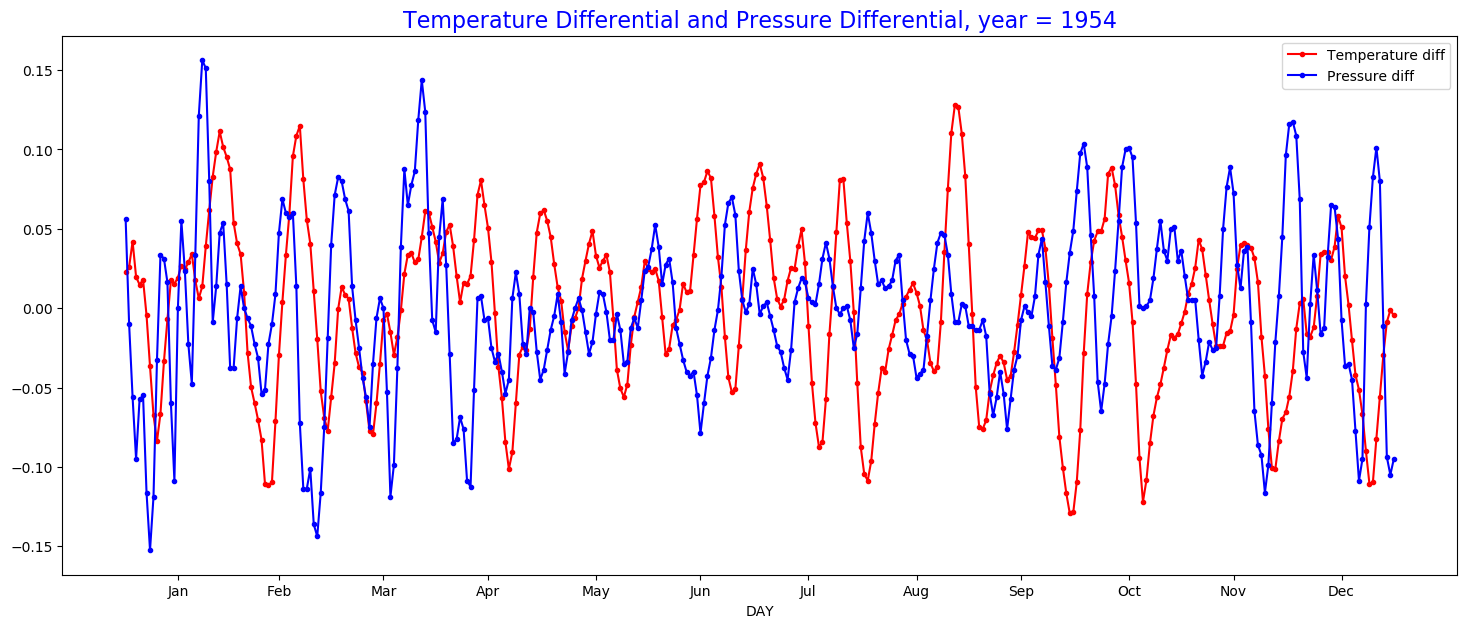 Temperature Differential and Pressure Differential, year = 1954
Temperature diff
Pressure diff
0.15
0.10
0.05
0.00
−0.05
−0.10
−0.15
Jan Feb Mar Apr May Jun Jul Aug Sep Oct Nov Dec
DAY